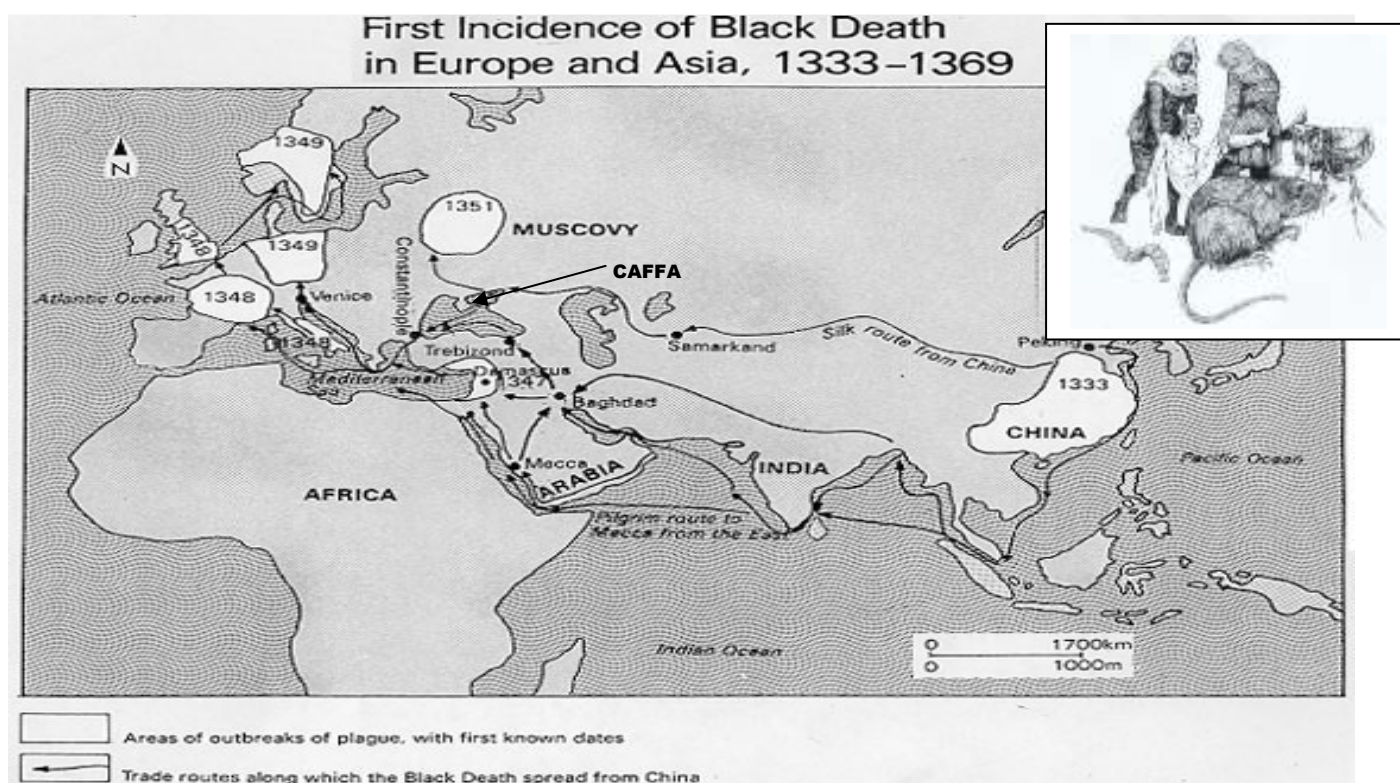 First Incidence of Black Death
in Europe and Asia, 1333–1369
N
1349
1348
1349
1351
MUSCOVY
Constantinople
CAFFA
Atlantic Ocean
1348
Venice
1348
Trebizond
Samarkand
Silk route from China
Peking
Damascus
1347
Mediterranean
Sea
Baghdad
1333
CHINA
Mecca
ARABIA
INDIA
AFRICA
Pacific Ocean
Pilgrim route to
Mecca from the East
Indian Ocean
0 1700km
0 1000m
Areas of outbreaks of plague, with first known dates
Trade routes along which the Black Death spread from China